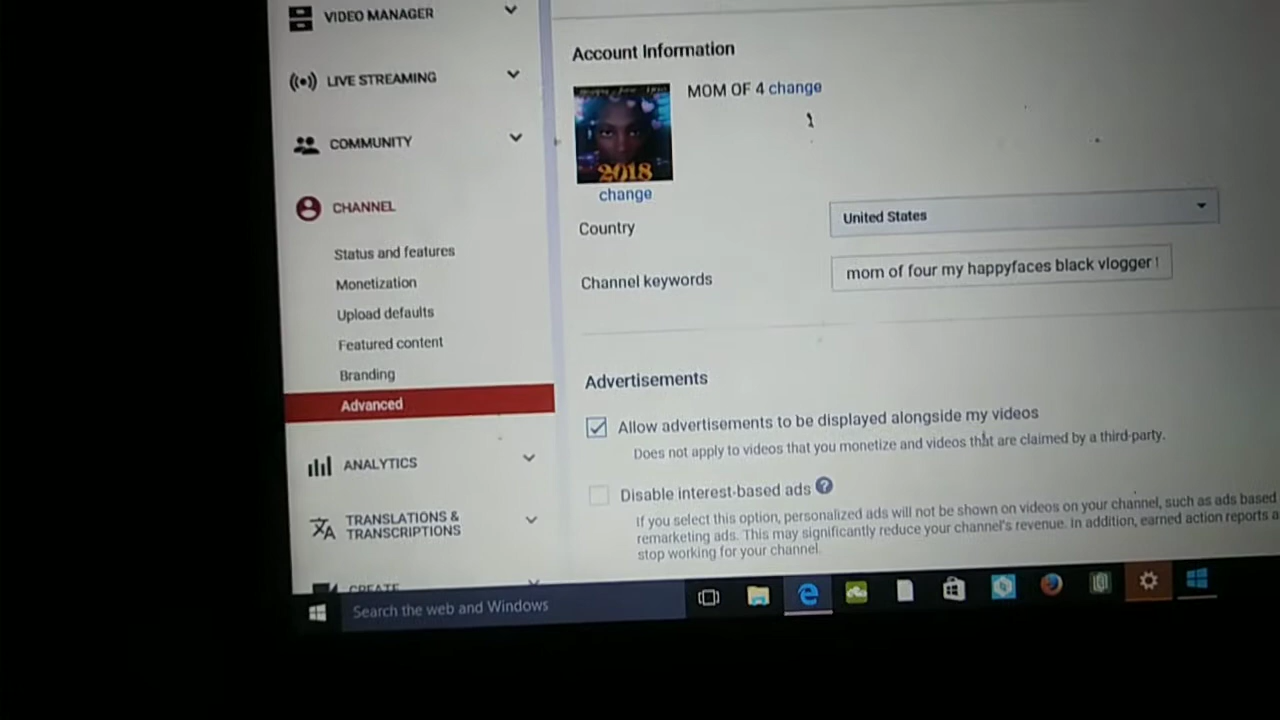 VIDEO MANAGER
LIVE STREAMING
COMMUNITY
CHANNEL
Status and features
Monetization
Upload defaults
Featured content
Branding
Advanced
ANALYTICS
TRANSLATIONS &
TRANSCRIPTIONS
CREATE
Account Information
MOM OF 4 change
2018
change
Country
United States
Channel keywords
mom of four my happyfaces black vlogger
Advertisements
Allow advertisements to be displayed alongside my videos
Does not apply to videos that you monetize and videos that are claimed by a third-party.
Disable interest-based ads ?
If you select this option, personalized ads will not be shown on videos on your channel, such as ads based
remarketing ads. This may significantly reduce your channel's revenue. In addition, earned action reports a
stop working for your channel.
Search the web and Windows